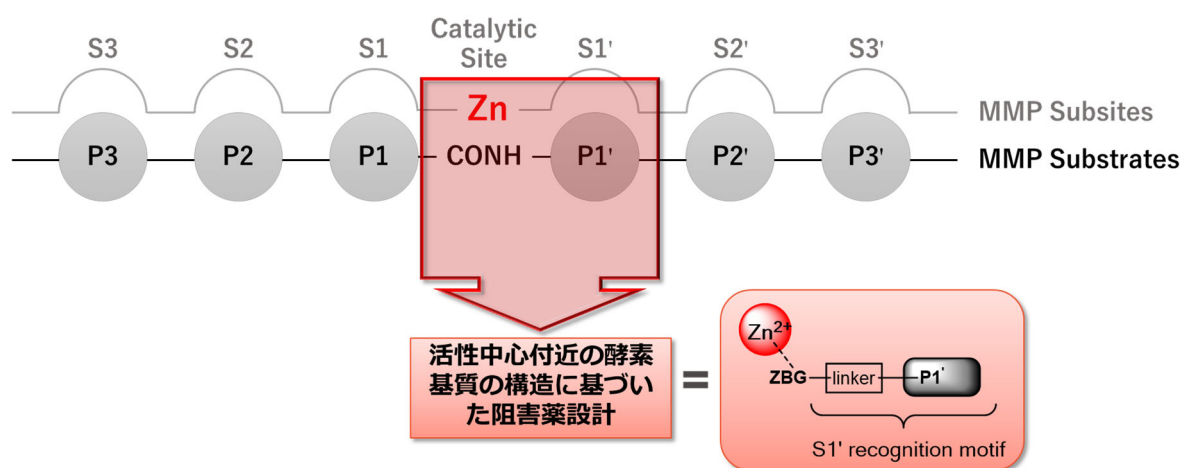 S3 S2 S1 Catalytic Site S1' S2' S3'
Zn
MMP Subsites
P3 P2 P1 CONH P1' P2' P3' MMP Substrates
活性中心付近の酵素
基質の構造に基づい
た阻害薬設計
=
Zn2+
ZBG linker P1'
S1' recognition motif